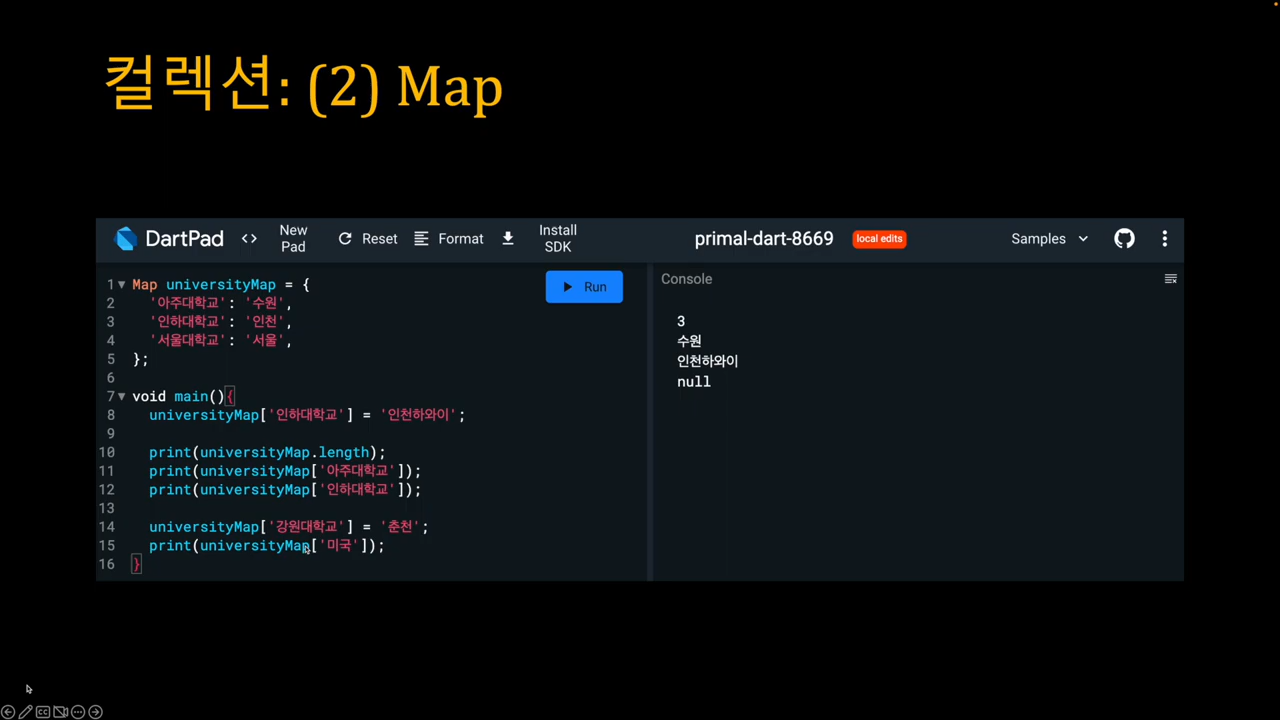 컬렉션: (2) Map
DartPad <> New Pad Reset Format Install SDK primal-dart-8669 local edits Samples
1 Map universityMap = {
2 '아주대학교': '수원',
3 '인하대학교': '인천',
4 '서울대학교': '서울',
5 };
6
7 void main(){
8 universityMap['인하대학교'] = '인천하와이';
9
10 print(universityMap.length);
11 print(universityMap['아주대학교']);
12 print(universityMap['인하대학교']);
13
14 universityMap['강원대학교'] = '춘천';
15 print(universityMap['미국']);
16 }
Run
Console
3
수원
인천하와이
null
CC